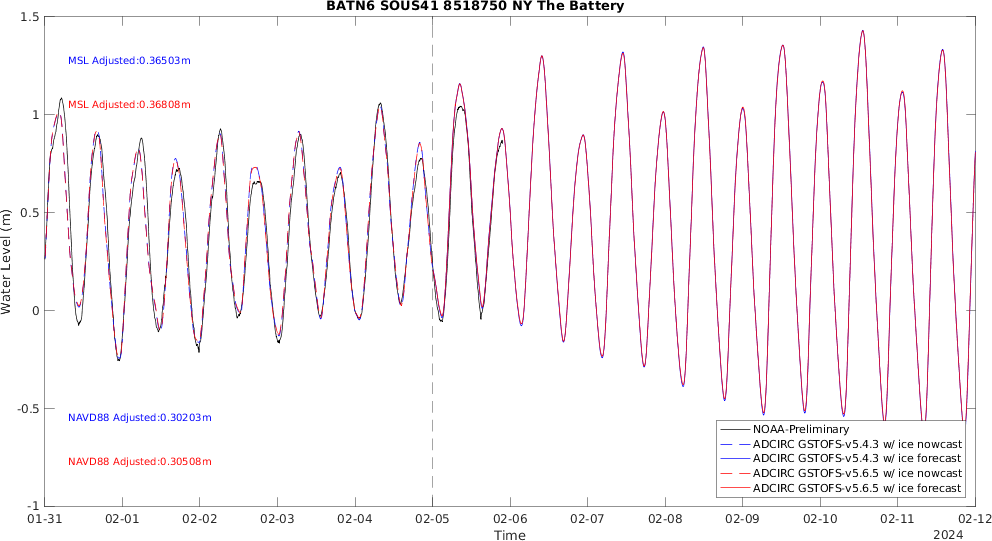 BATN6 SOUS41 8518750 NY The Battery
Water Level (m)
1.5
1
0.5
0
-0.5
-1
MSL Adjusted:0.36503m
MSL Adjusted:0.36808m
NAVD88 Adjusted:0.30203m
NAVD88 Adjusted:0.30508m
NOAA-Preliminary
ADCIRC GSTOFS-v5.4.3 w/ ice nowcast
ADCIRC GSTOFS-v5.4.3 w/ ice forecast
ADCIRC GSTOFS-v5.6.5 w/ ice nowcast
ADCIRC GSTOFS-v5.6.5 w/ ice forecast
01-31 02-01 02-02 02-03 02-04 02-05 02-06 02-07 02-08 02-09 02-10 02-11 02-12
Time
2024